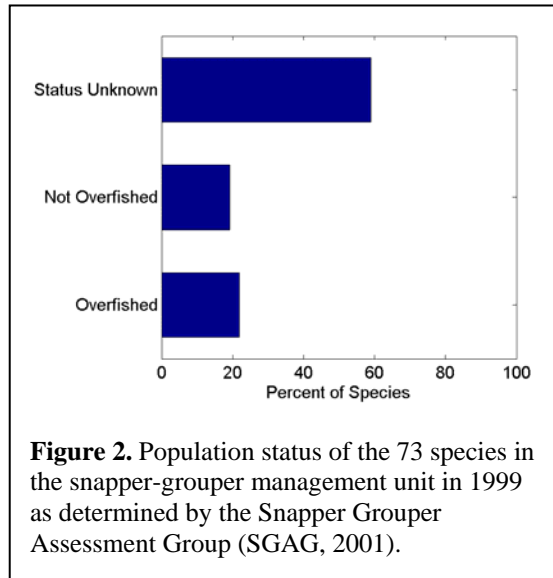 Status Unknown
Not Overfished
Overfished
0 20 40 60 80 100
Percent of Species
Figure 2. Population status of the 73 species in
the snapper-grouper management unit in 1999
as determined by the Snapper Grouper
Assessment Group (SGAG, 2001).